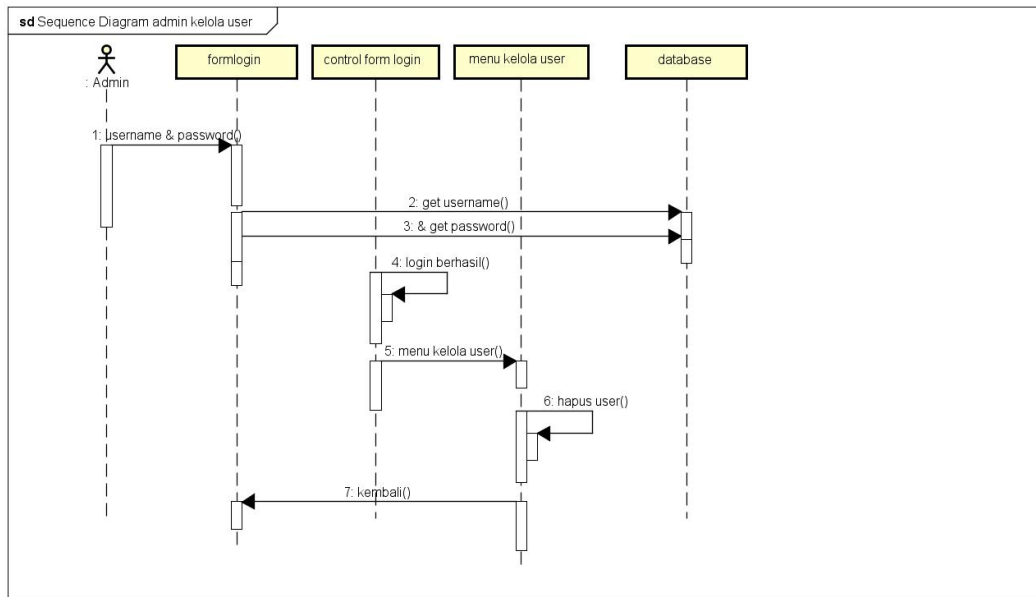 sd Sequence Diagram admin kelola user
: Admin
formlogin
control form login
menu kelola user
database
1: username & password()
2: get username()
3: & get password()
4: login berhasil()
5: menu kelola user()
6: hapus user()
7: kembali()